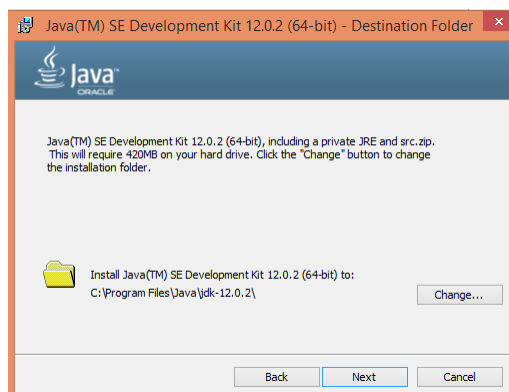 Java(TM) SE Development Kit 12.0.2 (64-bit) - Destination Folder
Java™
ORACLE
Java(TM) SE Development Kit 12.0.2 (64-bit), including a private JRE and src.zip.
This will require 420MB on your hard drive. Click the "Change" button to change
the installation folder.
Install Java(TM) SE Development Kit 12.0.2 (64-bit) to:
C:\Program Files\Java\jdk-12.0.2\
Change...
Back Next Cancel